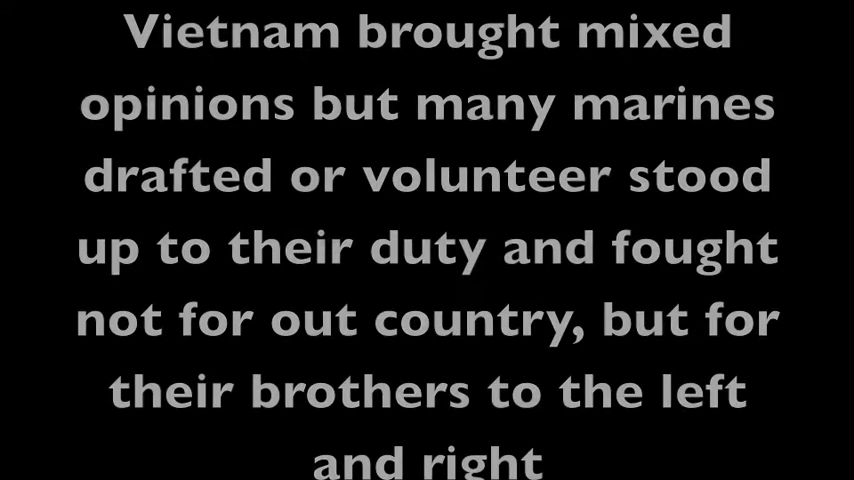 Vietnam brought mixed
opinions but many marines
drafted or volunteer stood
up to their duty and fought
not for out country, but for
their brothers to the left
and right